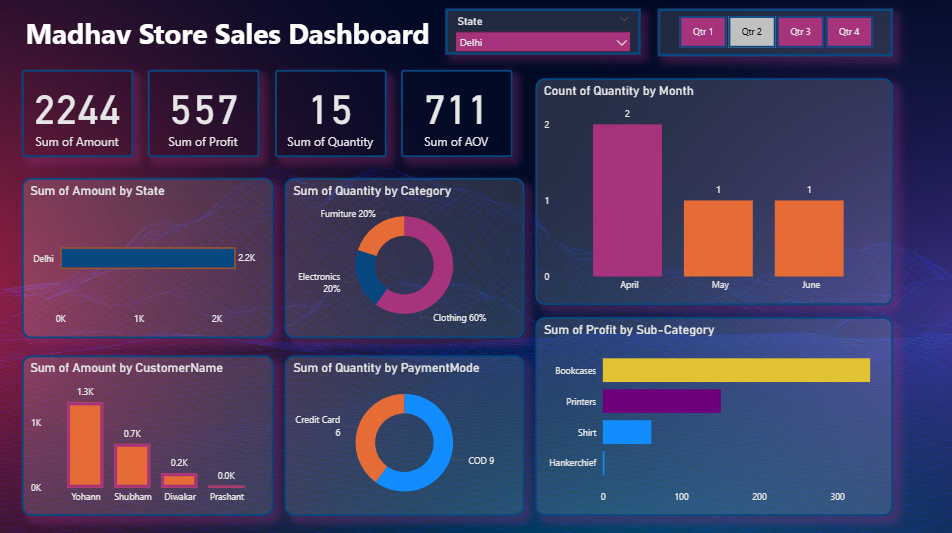 Madhav Store Sales Dashboard
State
Delhi
Qtr 1
Qtr 2
Qtr 3
Qtr 4
2244
Sum of Amount
557
Sum of Profit
15
Sum of Quantity
711
Sum of AOV
Count of Quantity by Month
2
1
0
2
1
1
April
May
June
Sum of Amount by State
Delhi
2.2K
0K
1K
2K
Sum of Quantity by Category
Furniture 20%
Electronics
20%
Clothing 60%
Sum of Profit by Sub-Category
Bookcases
Printers
Shirt
Hankerchief
0
100
200
300
Sum of Amount by CustomerName
1K
0K
1.3K
0.7K
0.2K
0.0K
Yohann
Shubham
Diwakar
Prashant
Sum of Quantity by PaymentMode
Credit Card
6
COD 9